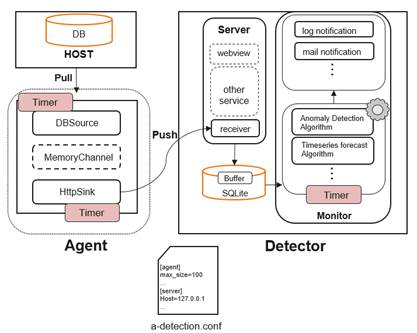 DB
HOST
Pull
Timer
DBSource
MemoryChannel
HttpSink
Timer
Agent
Push
Server
webview
other
service
receiver
Buffer
SQLite
log notification
mail notification
Anomaly Detection
Algorithm
Timeseries forecast
Algorithm
Timer
Monitor
Detector
[agent]
max_size=100
...
[server]
Host=127.0.0.1
...
a-detection.conf